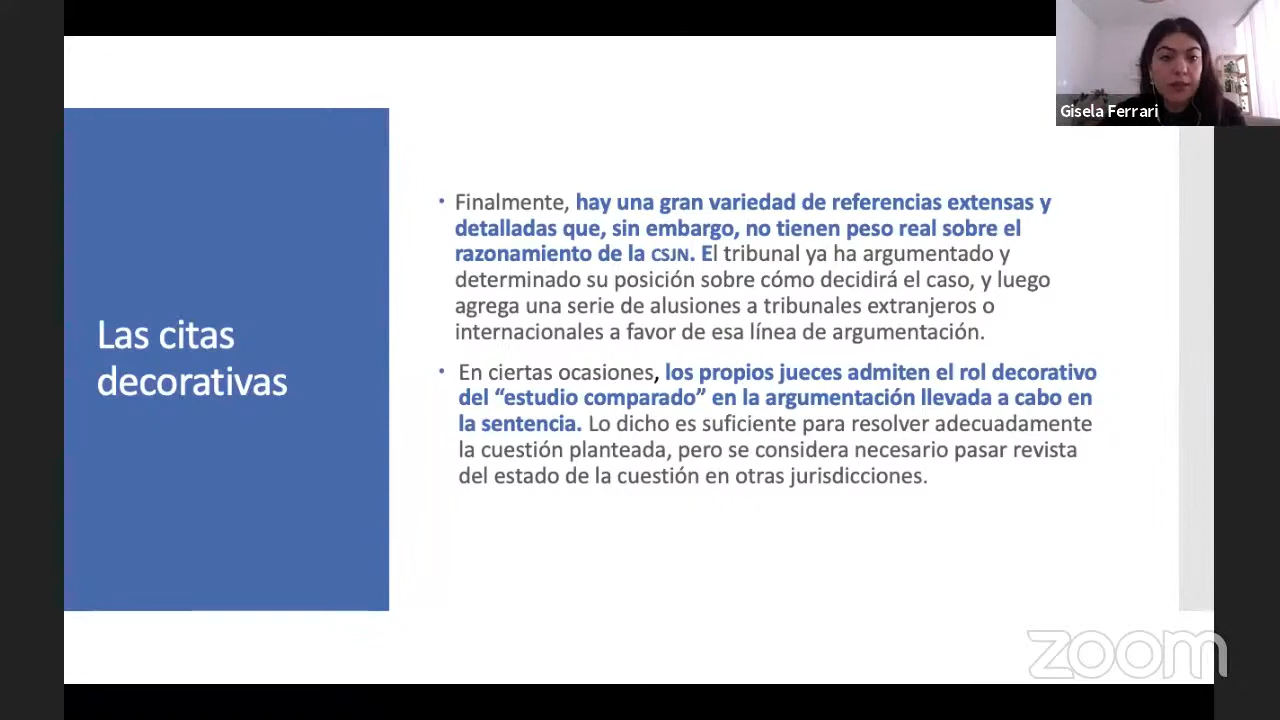 Gisela Ferrari
Las citas
decorativas
• Finalmente, hay una gran variedad de referencias extensas y
detalladas que, sin embargo, no tienen peso real sobre el
razonamiento de la CSJN. El tribunal ya ha argumentado y
determinado su posición sobre cómo decidirá el caso, y luego
agrega una serie de alusiones a tribunales extranjeros o
internacionales a favor de esa línea de argumentación.
• En ciertas ocasiones, los propios jueces admiten el rol decorativo
del “estudio comparado” en la argumentación llevada a cabo en
la sentencia. Lo dicho es suficiente para resolver adecuadamente
la cuestión planteada, pero se considera necesario pasar revista
del estado de la cuestión en otras jurisdicciones.
zoom